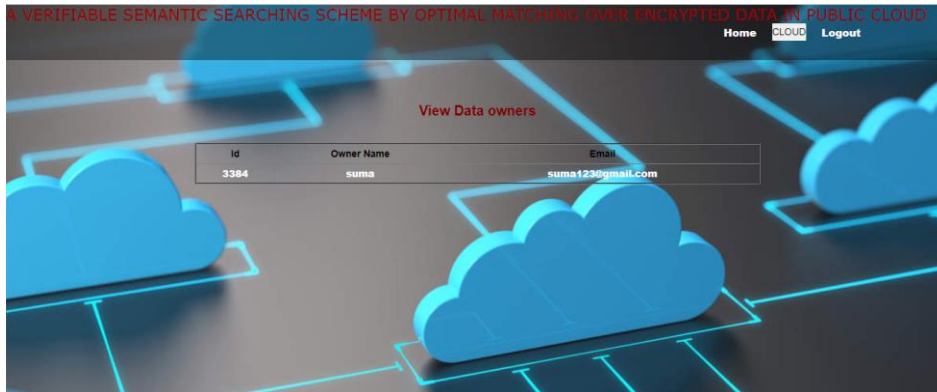 A VERIFIABLE SEMANTIC SEARCHING SCHEME BY OPTIMAL MATCHING OVER ENCRYPTED DATA IN PUBLIC CLOUD
Home CLOUD Logout
View Data owners
Id Owner Name Email
3384 suma suma123@gmail.com